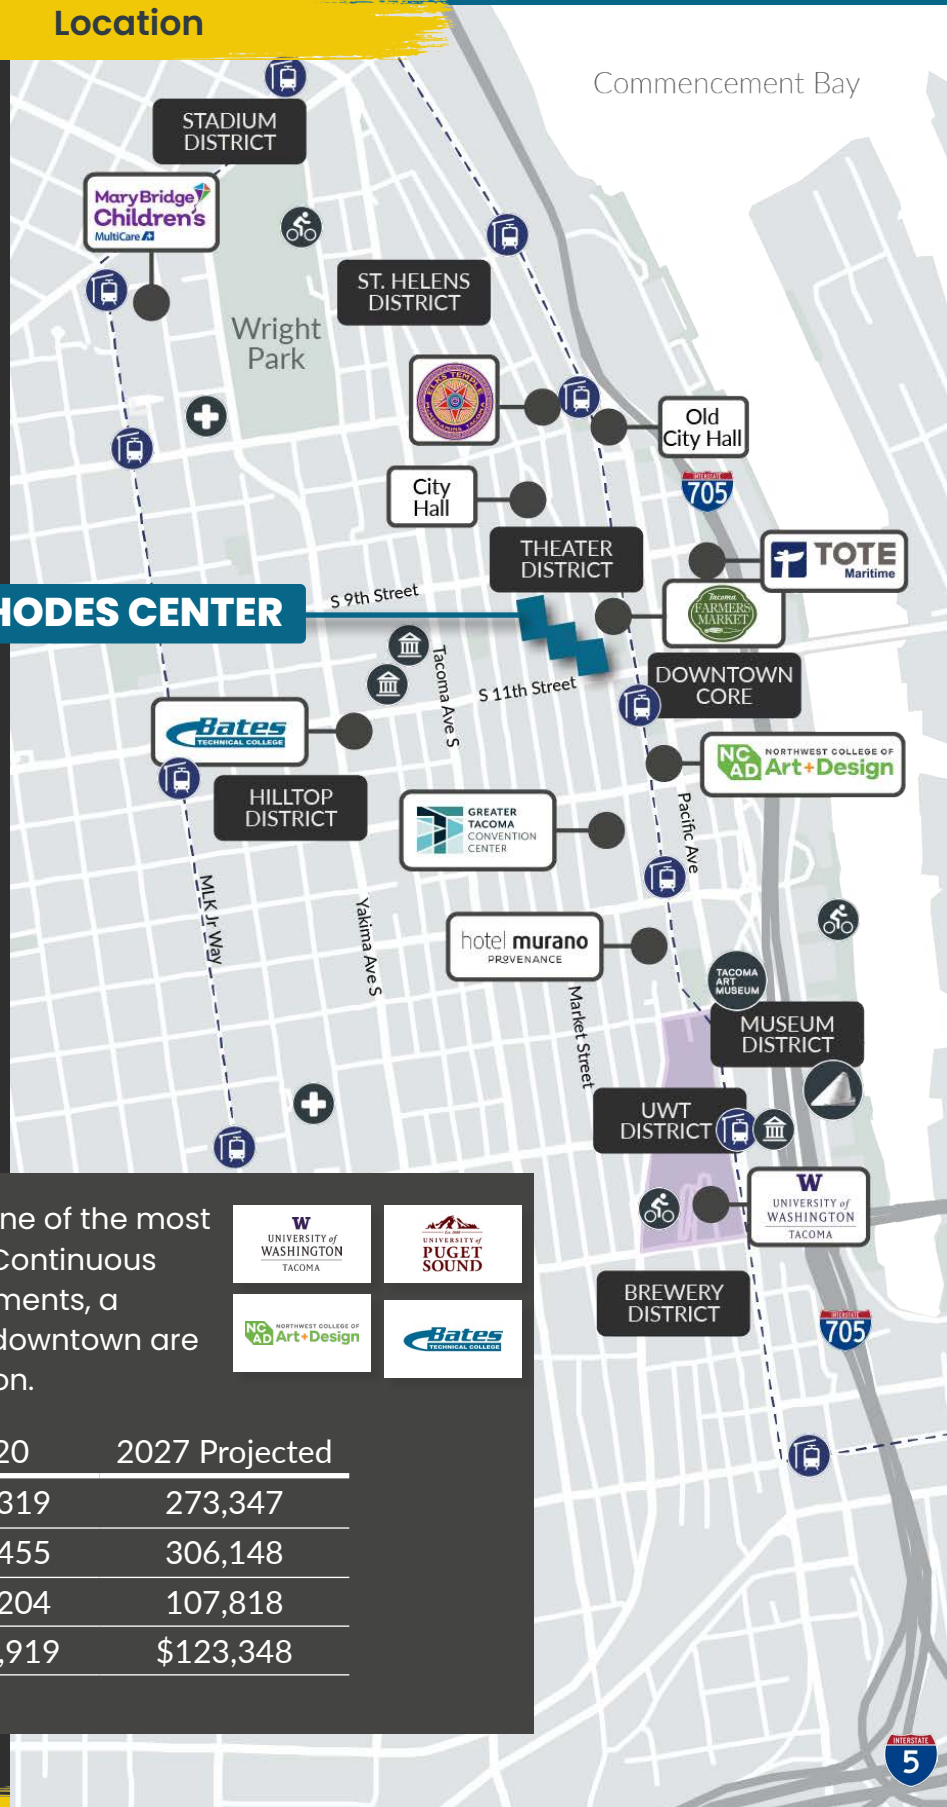 Location
Commencement Bay
STADIUM
DISTRICT
Mary Bridge
Children's
MultiCare
ST. HELENS
DISTRICT
Wright
Park
ELKS TEMPLE
Old
City Hall
City
Hall
INTERSTATE
705
THEATER
DISTRICT
TOTE
Maritime
S 9th Street
HODES CENTER
Tacoma
FARMERS
MARKET
Tacoma Ave S
S 11th Street
DOWNTOWN
CORE
Bates
TECHNICAL COLLEGE
NC
AD
NORTHWEST COLLEGE OF
Art+Design
HILLTOP
DISTRICT
GREATER
TACOMA
CONVENTION
CENTER
Pacific Ave
MLK Jr Way
Yakima Ave S
hotel murano
PROVENANCE
TACOMA
ART
MUSEUM
Market Street
MUSEUM
DISTRICT
UWT
DISTRICT
W
UNIVERSITY of
WASHINGTON
TACOMA
BREWERY
DISTRICT
INTERSTATE
705
ne of the most
Continuous
ments, a
downtown are
on.
W
UNIVERSITY of
WASHINGTON
TACOMA
UNIVERSITY of
PUGET
SOUND
NC
AD
NORTHWEST COLLEGE OF
Art+Design
Bates
TECHNICAL COLLEGE
20 2027 Projected
319 273,347
455 306,148
204 107,818
,919 $123,348
INTERSTATE
5